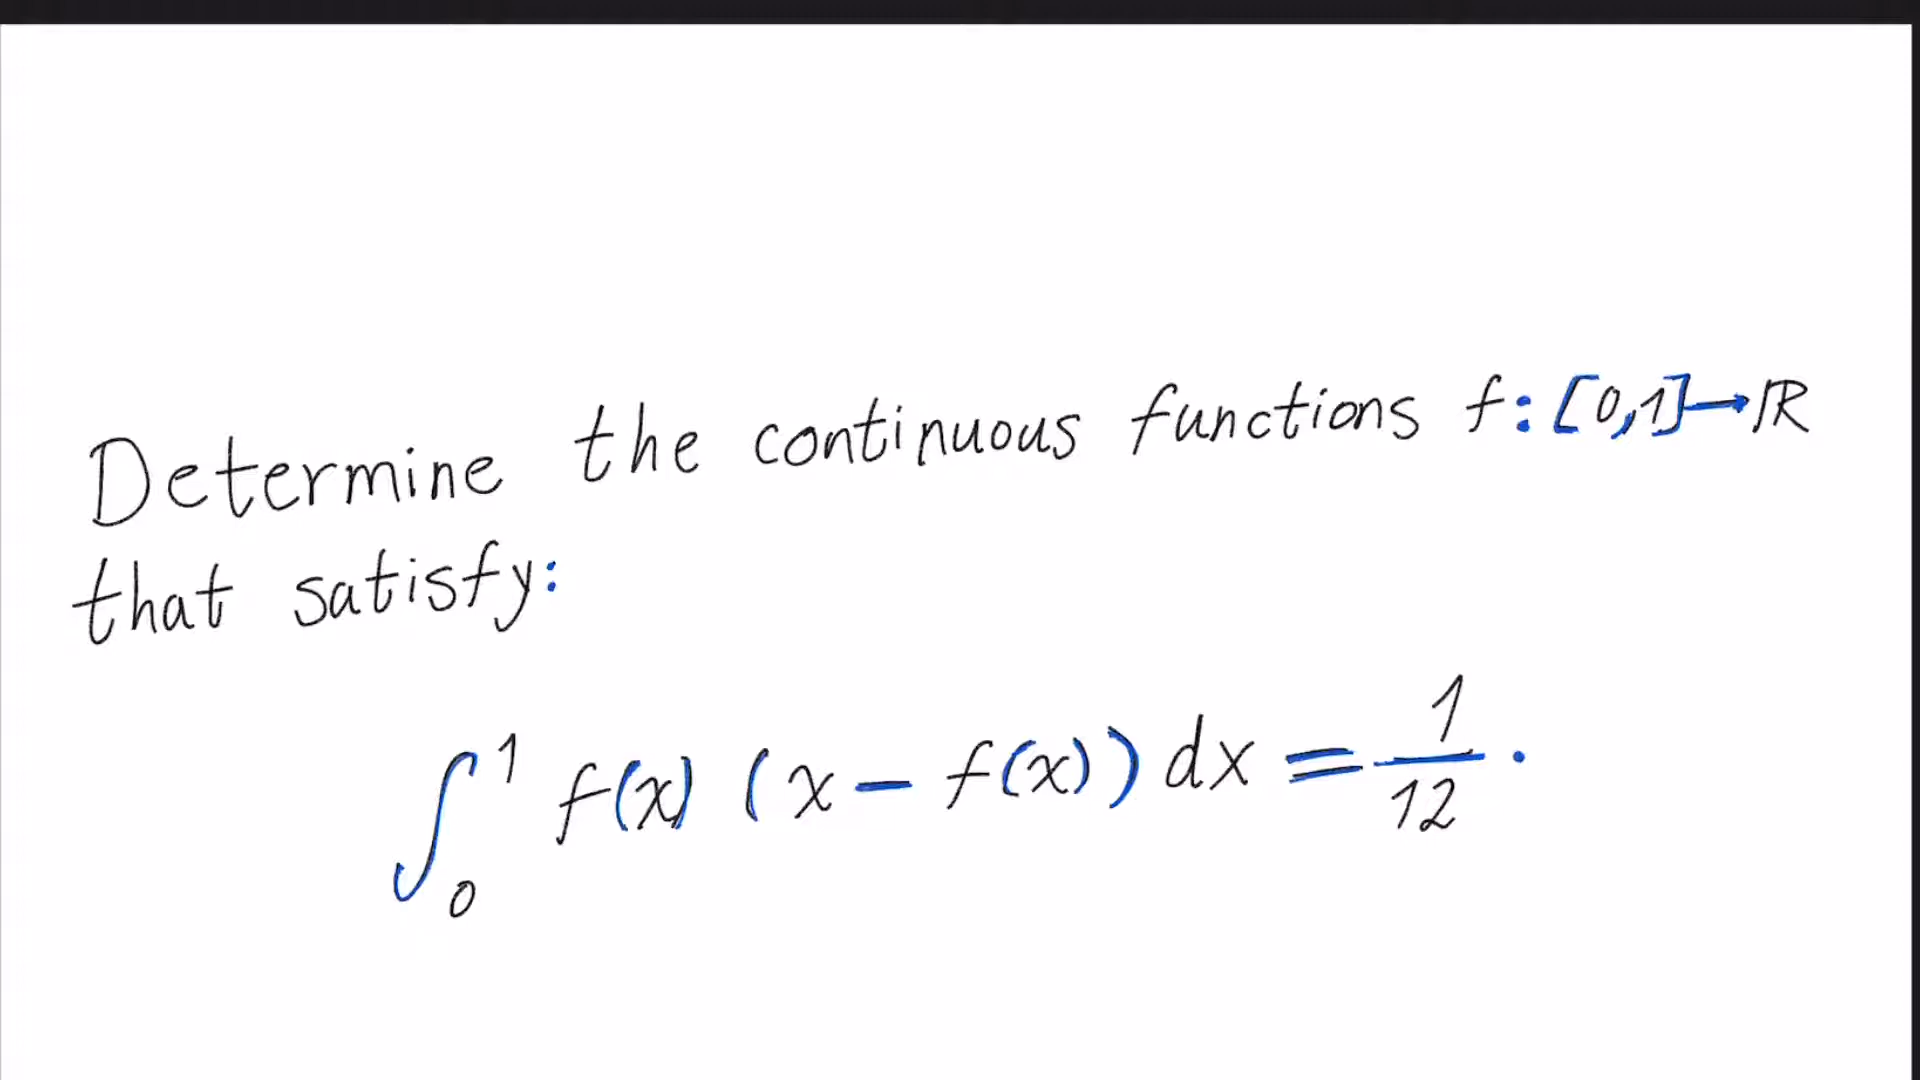 Determine the continuous functions f:[0,1]→ℝ
that satisfy:
∫₀¹ f(x) (x − f(x)) dx = 1/12.